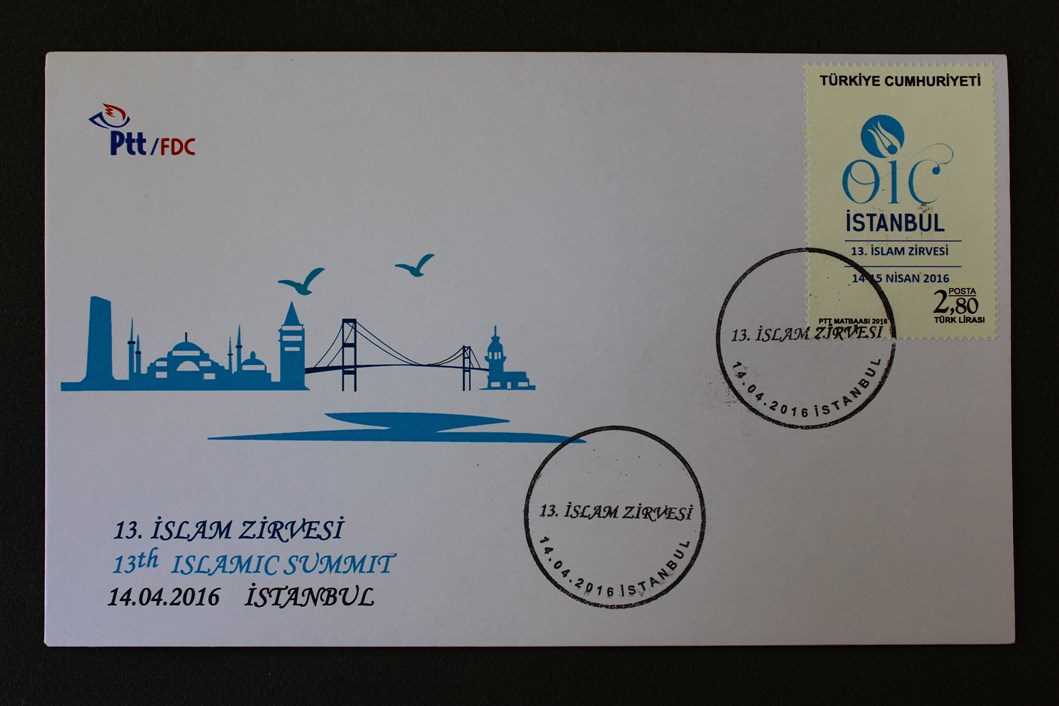 Ptt/FDC
TÜRKİYE CUMHURİYETİ
OIC
İSTANBUL
13. İSLAM ZİRVESİ
14-15 NİSAN 2016
POSTA
2,80
TÜRK LİRASI
PTT MATBAASI 2016
13. İSLAM ZİRVESİ
14.04.2016 İSTANBUL
13. İSLAM ZİRVESİ
14.04.2016 İSTANBUL
13. İSLAM ZİRVESİ
13th ISLAMIC SUMMIT
14.04.2016 İSTANBUL